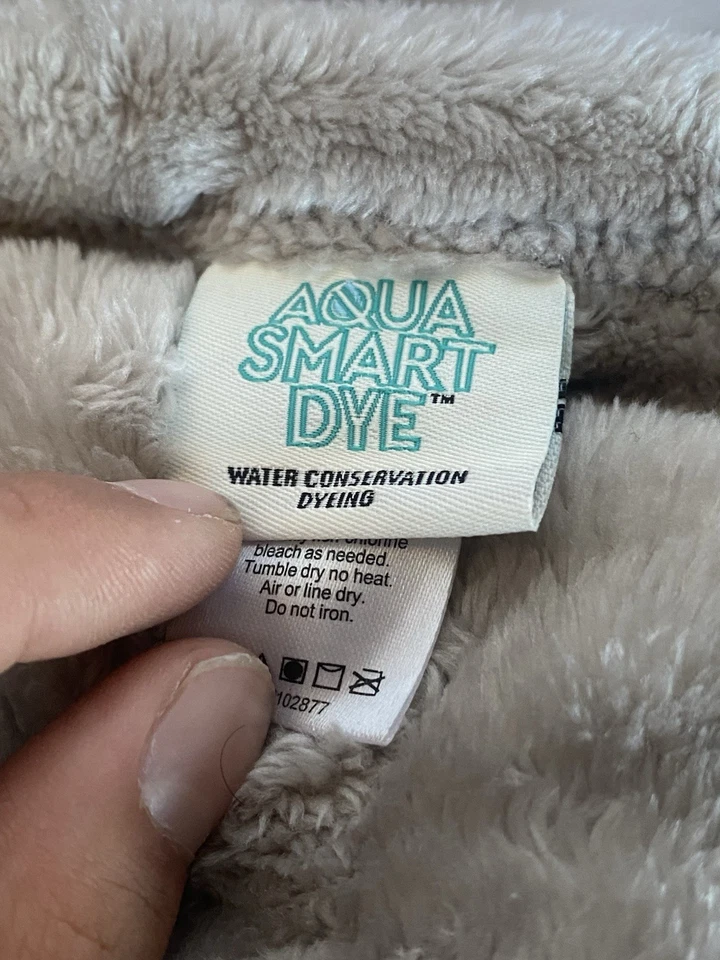 AQUA
SMART
DYE™
WATER CONSERVATION
DYEING
chlorine
bleach as needed.
Tumble dry no heat.
Air or line dry.
Do not iron.
102877